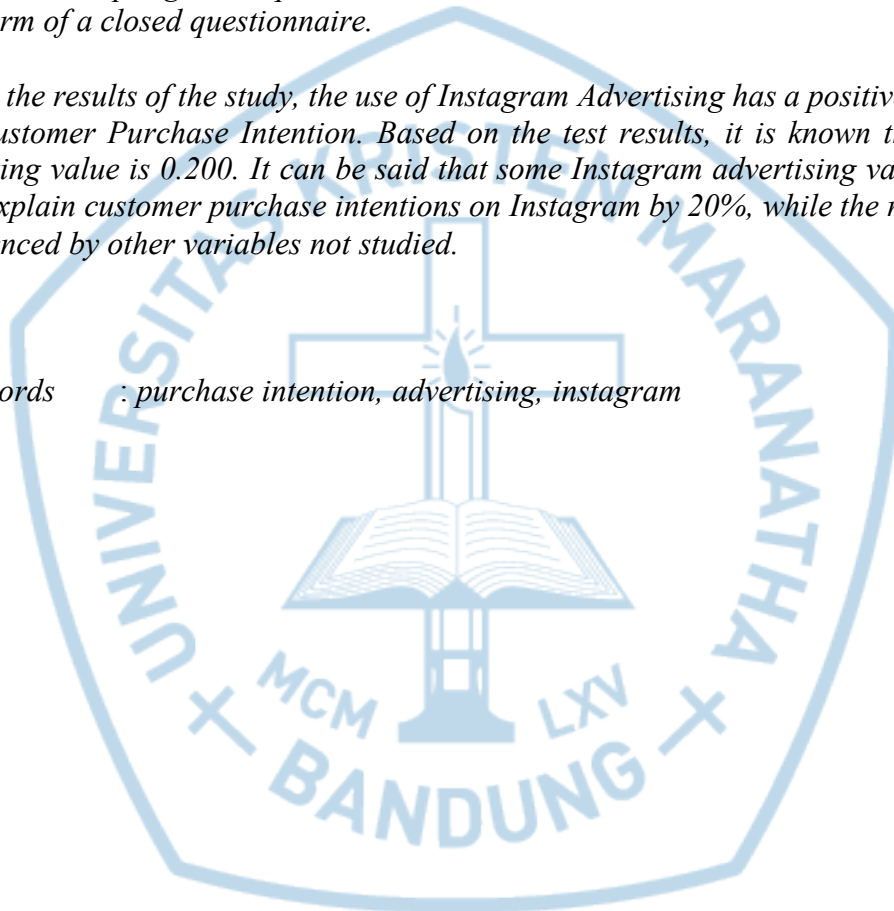 rm of a closed questionnaire.
the results of the study, the use of Instagram Advertising has a positive
ustomer Purchase Intention. Based on the test results, it is known t
ing value is 0.200. It can be said that some Instagram advertising va
xplain customer purchase intentions on Instagram by 20%, while the r
enced by other variables not studied.
ords : purchase intention, advertising, instagram
UNIVERSITAS KRISTEN MARANATHA
MCM LXV
BANDUNG